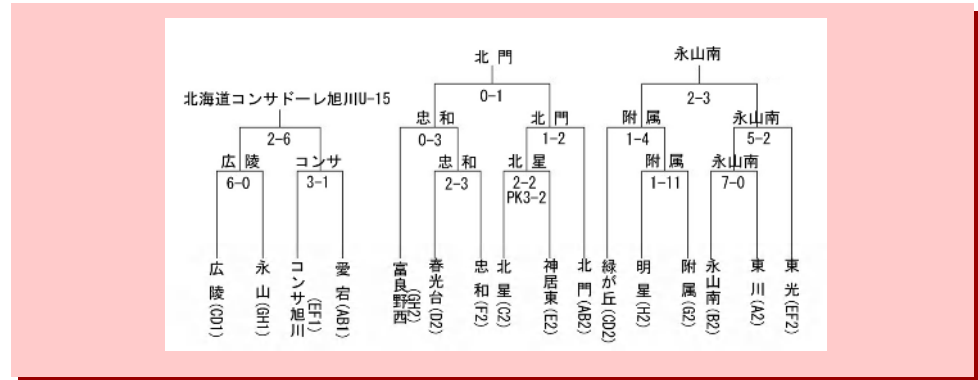 北門
永山南
0-1
2-3
北海道コンサドーレ旭川U-15
忠和
北門
附属
永山南
2-6
0-3
1-2
1-4
5-2
広陵
コンサ
忠和
北星
附属
永山南
6-0
3-1
2-3
2-2
PK3-2
1-11
7-0
広陵(CD1)
永山(GH1)
コンサ旭川
(EF1)
愛宕(AB1)
富良野西
(GH2)
春光台(D2)
忠和(F2)
北星(C2)
神居東(E2)
北門(AB2)
緑が丘(CD2)
明星(H2)
附属(G2)
永山南(B2)
東川(A2)
東光(EF2)